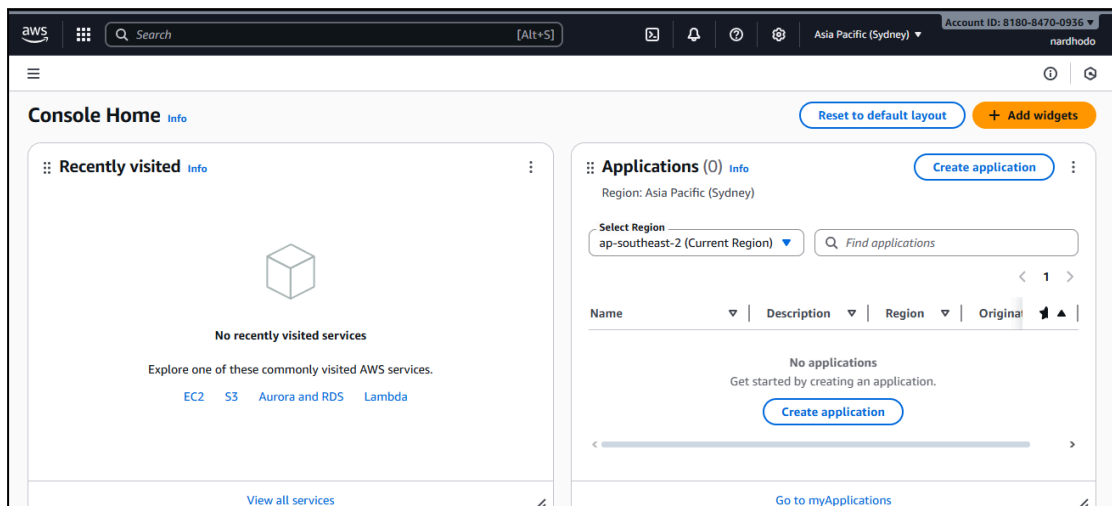 aws
Search [Alt+S]
Asia Pacific (Sydney) ▼
Account ID: 8180-8470-0936 ▼
nardhodo
Console Home Info
Reset to default layout
+ Add widgets
Recently visited Info
No recently visited services
Explore one of these commonly visited AWS services.
EC2 S3 Aurora and RDS Lambda
View all services
Applications (0) Info
Create application
Region: Asia Pacific (Sydney)
Select Region
ap-southeast-2 (Current Region) ▼
Find applications
< 1 >
Name Description Region Originat
No applications
Get started by creating an application.
Create application
Go to myApplications